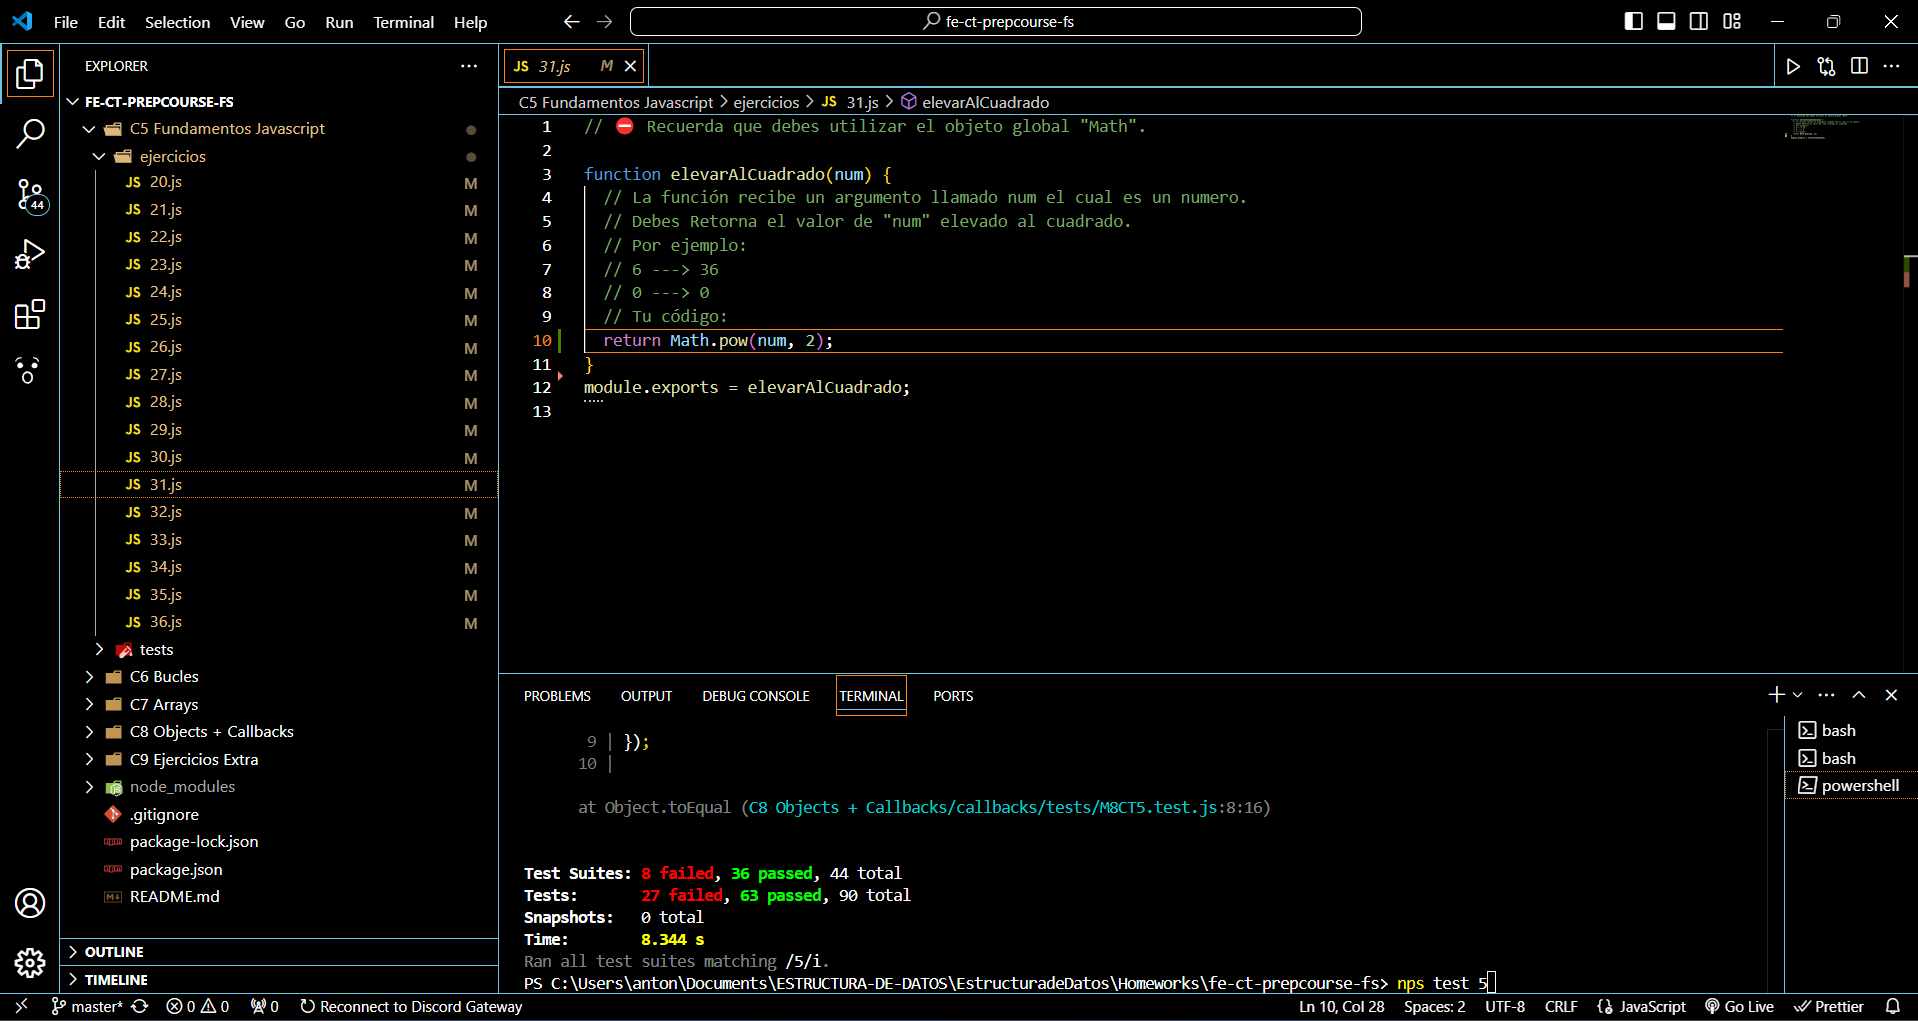 File Edit Selection View Go Run Terminal Help
fe-ct-prepcourse-fs
EXPLORER
44
FE-CT-PREPCOURSE-FS
C5 Fundamentos Javascript
ejercicios
JS 20.js M
JS 21.js M
JS 22.js M
JS 23.js M
JS 24.js M
JS 25.js M
JS 26.js M
JS 27.js M
JS 28.js M
JS 29.js M
JS 30.js M
JS 31.js M
JS 32.js M
JS 33.js M
JS 34.js M
JS 35.js M
JS 36.js M
tests
C6 Bucles
C7 Arrays
C8 Objects + Callbacks
C9 Ejercicios Extra
node_modules
.gitignore
package-lock.json
package.json
README.md
OUTLINE
TIMELINE
JS 31.js M
C5 Fundamentos Javascript > ejercicios > JS 31.js > elevarAlCuadrado
1 // ⛔ Recuerda que debes utilizar el objeto global "Math".
2
3 function elevarAlCuadrado(num) {
4 // La función recibe un argumento llamado num el cual es un numero.
5 // Debes Retorna el valor de "num" elevado al cuadrado.
6 // Por ejemplo:
7 // 6 ---> 36
8 // 0 ---> 0
9 // Tu código:
10 return Math.pow(num, 2);
11 }
12 module.exports = elevarAlCuadrado;
13
PROBLEMS OUTPUT DEBUG CONSOLE TERMINAL PORTS
9 | });
10 |
at Object.toEqual (C8 Objects + Callbacks/callbacks/tests/M8CT5.test.js:8:16)
Test Suites: 8 failed, 36 passed, 44 total
Tests: 27 failed, 63 passed, 90 total
Snapshots: 0 total
Time: 8.344 s
Ran all test suites matching /5/i.
PS C:\Users\anton\Documents\ESTRUCTURA-DE-DATOS\EstructuradeDatos\Homeworks\fe-ct-prepcourse-fs> nps test 5
bash
bash
powershell
master* 0 0 0 Reconnect to Discord Gateway Ln 10, Col 28 Spaces: 2 UTF-8 CRLF {} JavaScript Go Live Prettier